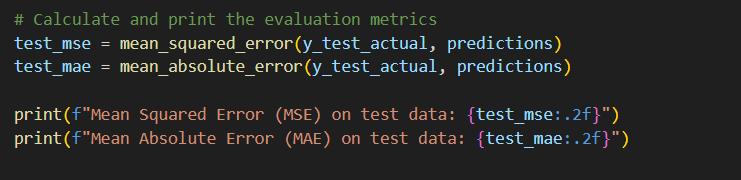 # Calculate and print the evaluation metrics
test_mse = mean_squared_error(y_test_actual, predictions)
test_mae = mean_absolute_error(y_test_actual, predictions)
print(f"Mean Squared Error (MSE) on test data: {test_mse:.2f}")
print(f"Mean Absolute Error (MAE) on test data: {test_mae:.2f}")